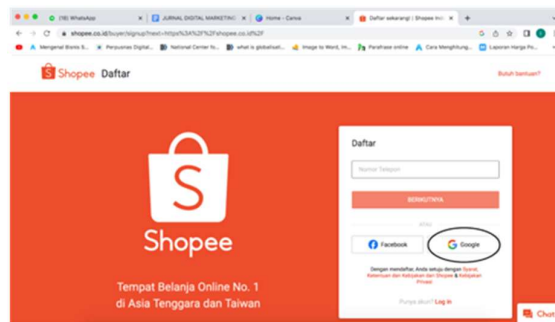 (18) WhatsApp
JURNAL DIGITAL MARKETING
Home - Canva
Daftar sekarang! | Shopee Ind
shopee.co.id/buyer/signup?next=https%3A%2F%2Fshopee.co.id%2F
Mengenal Bisnis S...
Perpusnas Digital...
National Center fo...
what is globalisati...
Image to Word, Im...
Parafrase online
Cara Menghitung...
Laporan Harga Po...
Shopee Daftar
Butuh bantuan?
Shopee
Tempat Belanja Online No. 1
di Asia Tenggara dan Taiwan
Daftar
Nomor Telepon
BERIKUTNYA
ATAU
Facebook
Google
Dengan mendaftar, Anda setuju dengan Syarat,
Ketentuan dan Kebijakan dari Shopee & Kebijakan
Privasi
Punya akun? Log in
Chat